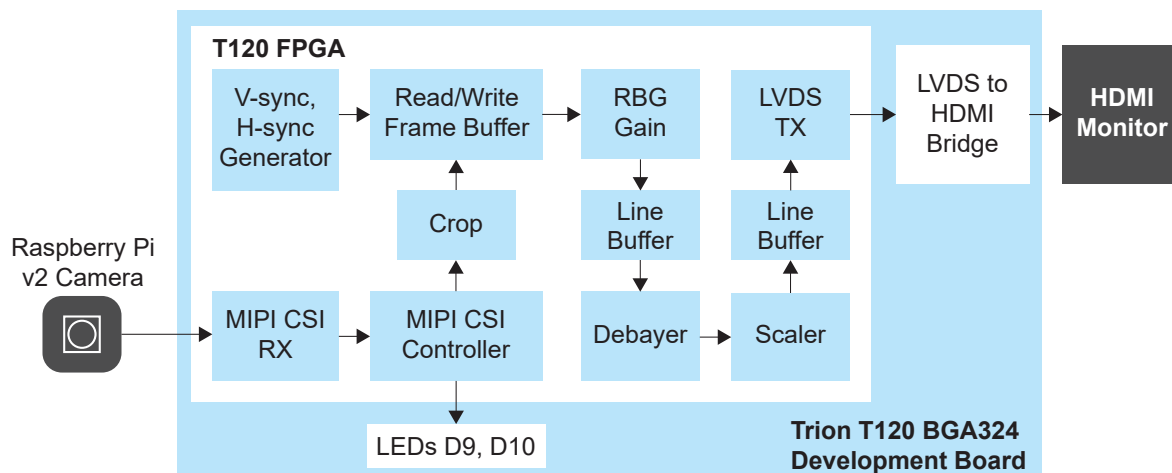 T120 FPGA
V-sync,
H-sync
Generator
Read/Write
Frame Buffer
RBG
Gain
LVDS
TX
LVDS to
HDMI
Bridge
HDMI
Monitor
Crop
Line
Buffer
Line
Buffer
Raspberry Pi
v2 Camera
MIPI CSI
RX
MIPI CSI
Controller
Debayer
Scaler
LEDs D9, D10
Trion T120 BGA324
Development Board